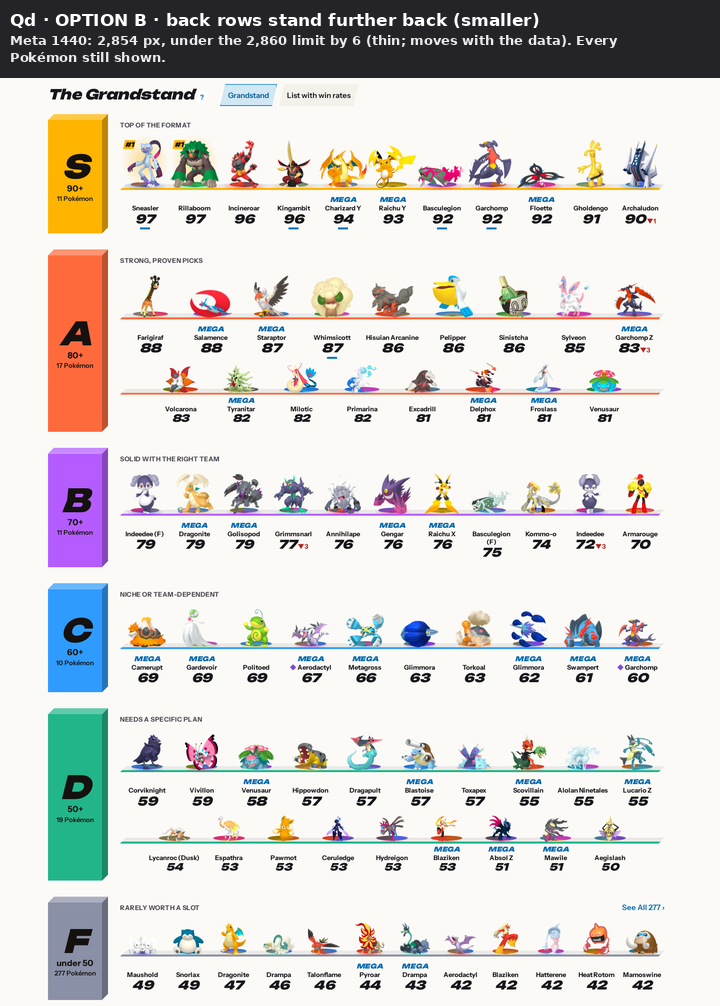 Qd · OPTION B · back rows stand further back (smaller)
Meta 1440: 2,854 px, under the 2,860 limit by 6 (thin; moves with the data). Every
Pokémon still shown.
The Grandstand ?
Grandstand
List with win rates
S
90+
11 Pokémon
TOP OF THE FORMAT
#1 #1
MEGA MEGA MEGA
Sneasler Rillaboom Incineroar Kingambit Charizard Y Raichu Y Basculegion Garchomp Floette Gholdengo Archaludon
97 97 96 96 94 93 92 92 92 91 90▼1
A
80+
17 Pokémon
STRONG, PROVEN PICKS
MEGA MEGA MEGA
Farigiraf Salamence Staraptor Whimsicott Hisuian Arcanine Pelipper Sinistcha Sylveon Garchomp Z
88 88 87 87 86 86 86 85 83▼3
MEGA MEGA MEGA
Volcarona Tyranitar Milotic Primarina Excadrill Delphox Froslass Venusaur
83 82 82 82 81 81 81 81
B
70+
11 Pokémon
SOLID WITH THE RIGHT TEAM
MEGA MEGA MEGA MEGA
Indeedee (F) Dragonite Golisopod Grimmsnarl Annihilape Gengar Raichu X Basculegion (F) Kommo-o Indeedee Armarouge
79 79 79 77▼3 76 76 76 75 74 72▼3 70
C
60+
10 Pokémon
NICHE OR TEAM-DEPENDENT
MEGA MEGA MEGA MEGA MEGA MEGA MEGA
Camerupt Gardevoir Politoed ◆ Aerodactyl Metagross Glimmora Torkoal Glimmora Swampert ◆ Garchomp
69 69 69 67 66 63 63 62 61 60
D
50+
19 Pokémon
NEEDS A SPECIFIC PLAN
MEGA MEGA MEGA MEGA
Corviknight Vivillon Venusaur Hippowdon Dragapult Blastoise Toxapex Scovillain Alolan Ninetales Lucario Z
59 59 58 57 57 57 57 55 55 55
MEGA MEGA MEGA
Lycanroc (Dusk) Espathra Pawmot Ceruledge Hydreigon Blaziken Absol Z Mawile Aegislash
54 53 53 53 53 53 51 51 50
F
under 50
277 Pokémon
RARELY WORTH A SLOT
See All 277 ›
MEGA MEGA
Maushold Snorlax Dragonite Drampa Talonflame Pyroar Drampa Aerodactyl Blaziken Hatterene Heat Rotom Mamoswine
49 49 47 46 46 44 43 42 42 42 42 42